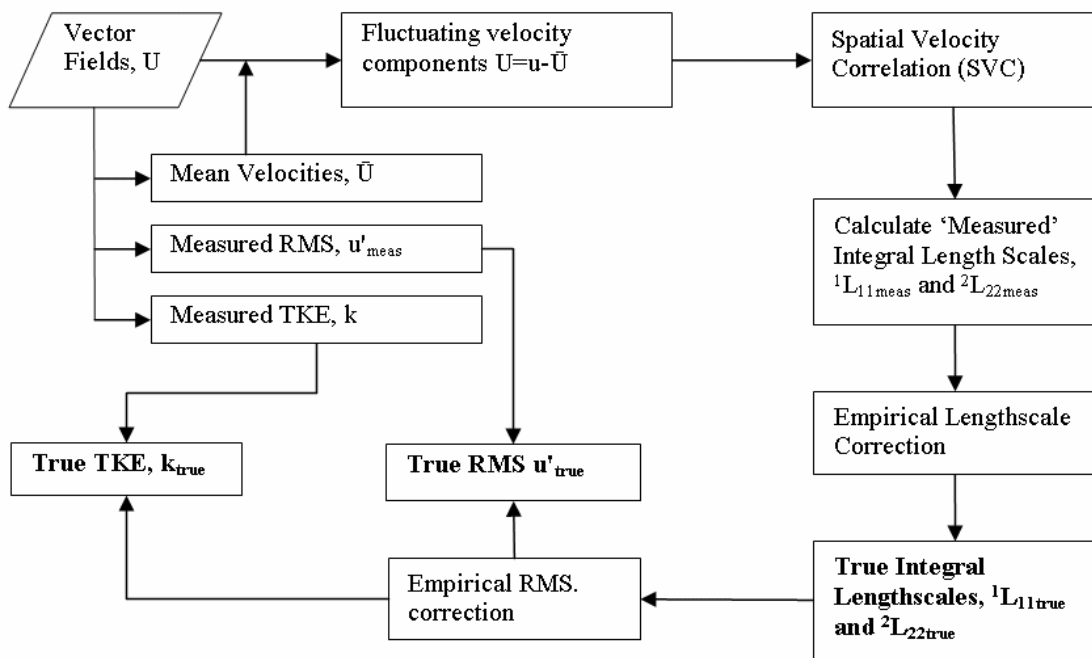 Vector
Fields, U
Fluctuating velocity
components U=u-Ū
Spatial Velocity
Correlation (SVC)
Mean Velocities, Ū
Measured RMS, u'meas
Measured TKE, k
Calculate ‘Measured’
Integral Length Scales,
¹L₁₁meas and ²L₂₂meas
Empirical Lengthscale
Correction
True TKE, ktrue
True RMS u'true
Empirical RMS.
correction
True Integral
Lengthscales, ¹L₁₁true
and ²L₂₂true